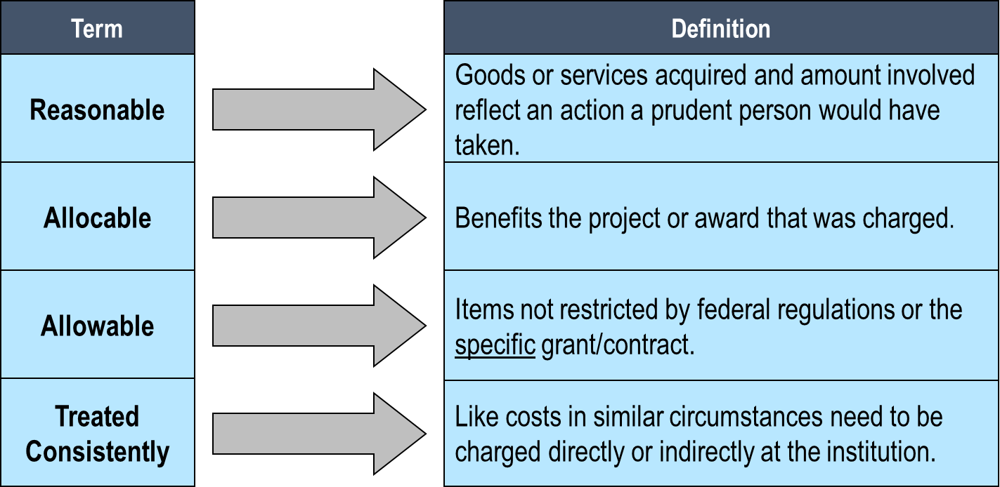 Term
Definition
Reasonable
Goods or services acquired and amount involved
reflect an action a prudent person would have
taken.
Allocable
Benefits the project or award that was charged.
Allowable
Items not restricted by federal regulations or the
specific grant/contract.
Treated
Consistently
Like costs in similar circumstances need to be
charged directly or indirectly at the institution.